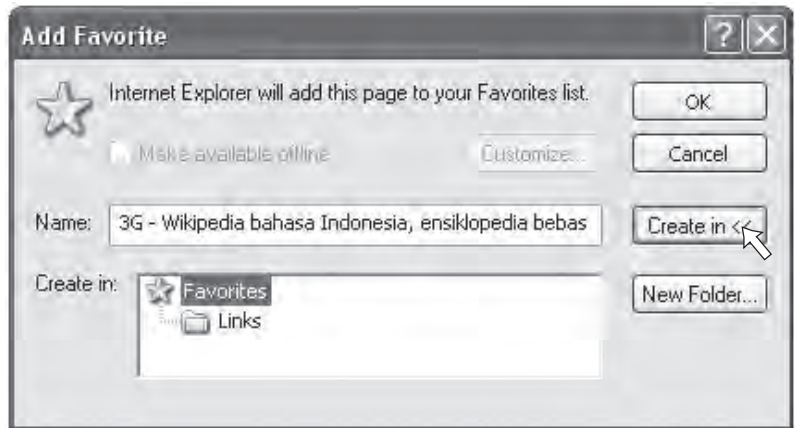 Add Favorite
Internet Explorer will add this page to your Favorites list.
OK
Make available offline
Customize...
Cancel
Name:
3G - Wikipedia bahasa Indonesia, ensiklopedia bebas
Create in <<
Create in:
Favorites
New Folder...
Links